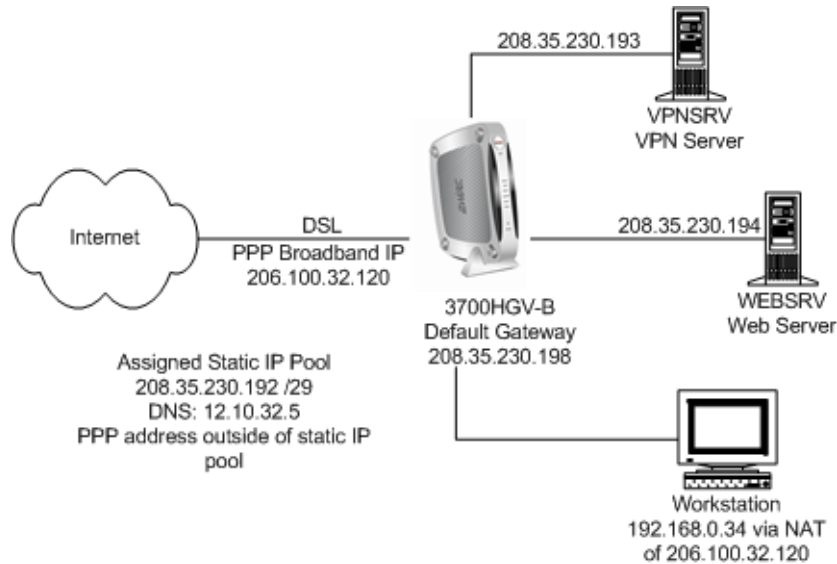 208.35.230.193
VPNSRV
VPN Server
Internet
DSL
PPP Broadband IP
206.100.32.120
208.35.230.194
WEBSRV
Web Server
3700HGV-B
Default Gateway
208.35.230.198
Assigned Static IP Pool
208.35.230.192 /29
DNS: 12.10.32.5
PPP address outside of static IP
pool
Workstation
192.168.0.34 via NAT
of 206.100.32.120